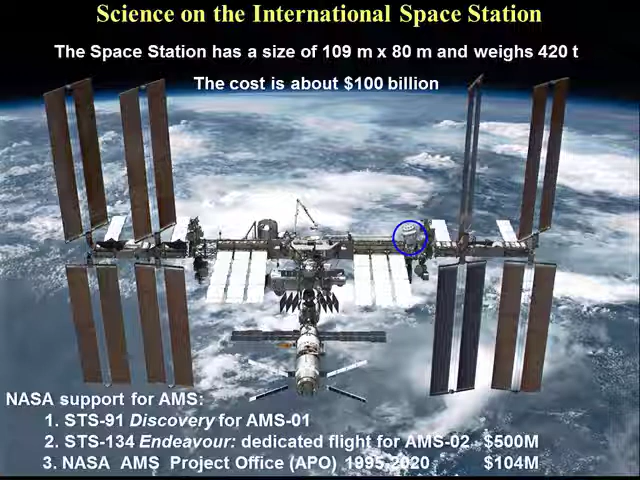 Science on the International Space Station
The Space Station has a size of 109 m x 80 m and weighs 420 t
The cost is about $100 billion
NASA support for AMS:
1. STS-91 Discovery for AMS-01
2. STS-134 Endeavour: dedicated flight for AMS-02 $500M
3. NASA AMS Project Office (APO) 1995-2020 $104M